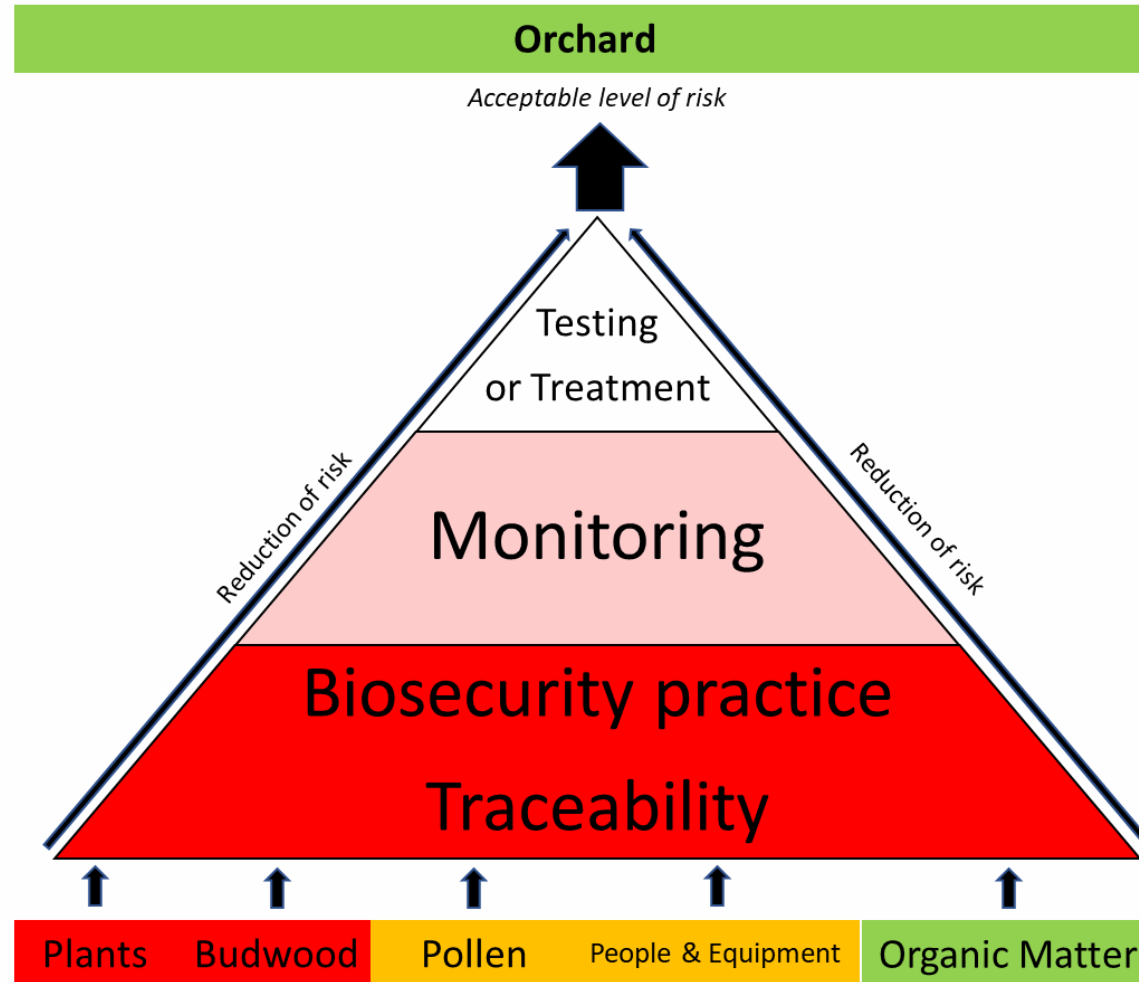 Orchard
Acceptable level of risk
Testing
or Treatment
Reduction of risk
Reduction of risk
Monitoring
Biosecurity practice
Traceability
Plants
Budwood
Pollen
People & Equipment
Organic Matter